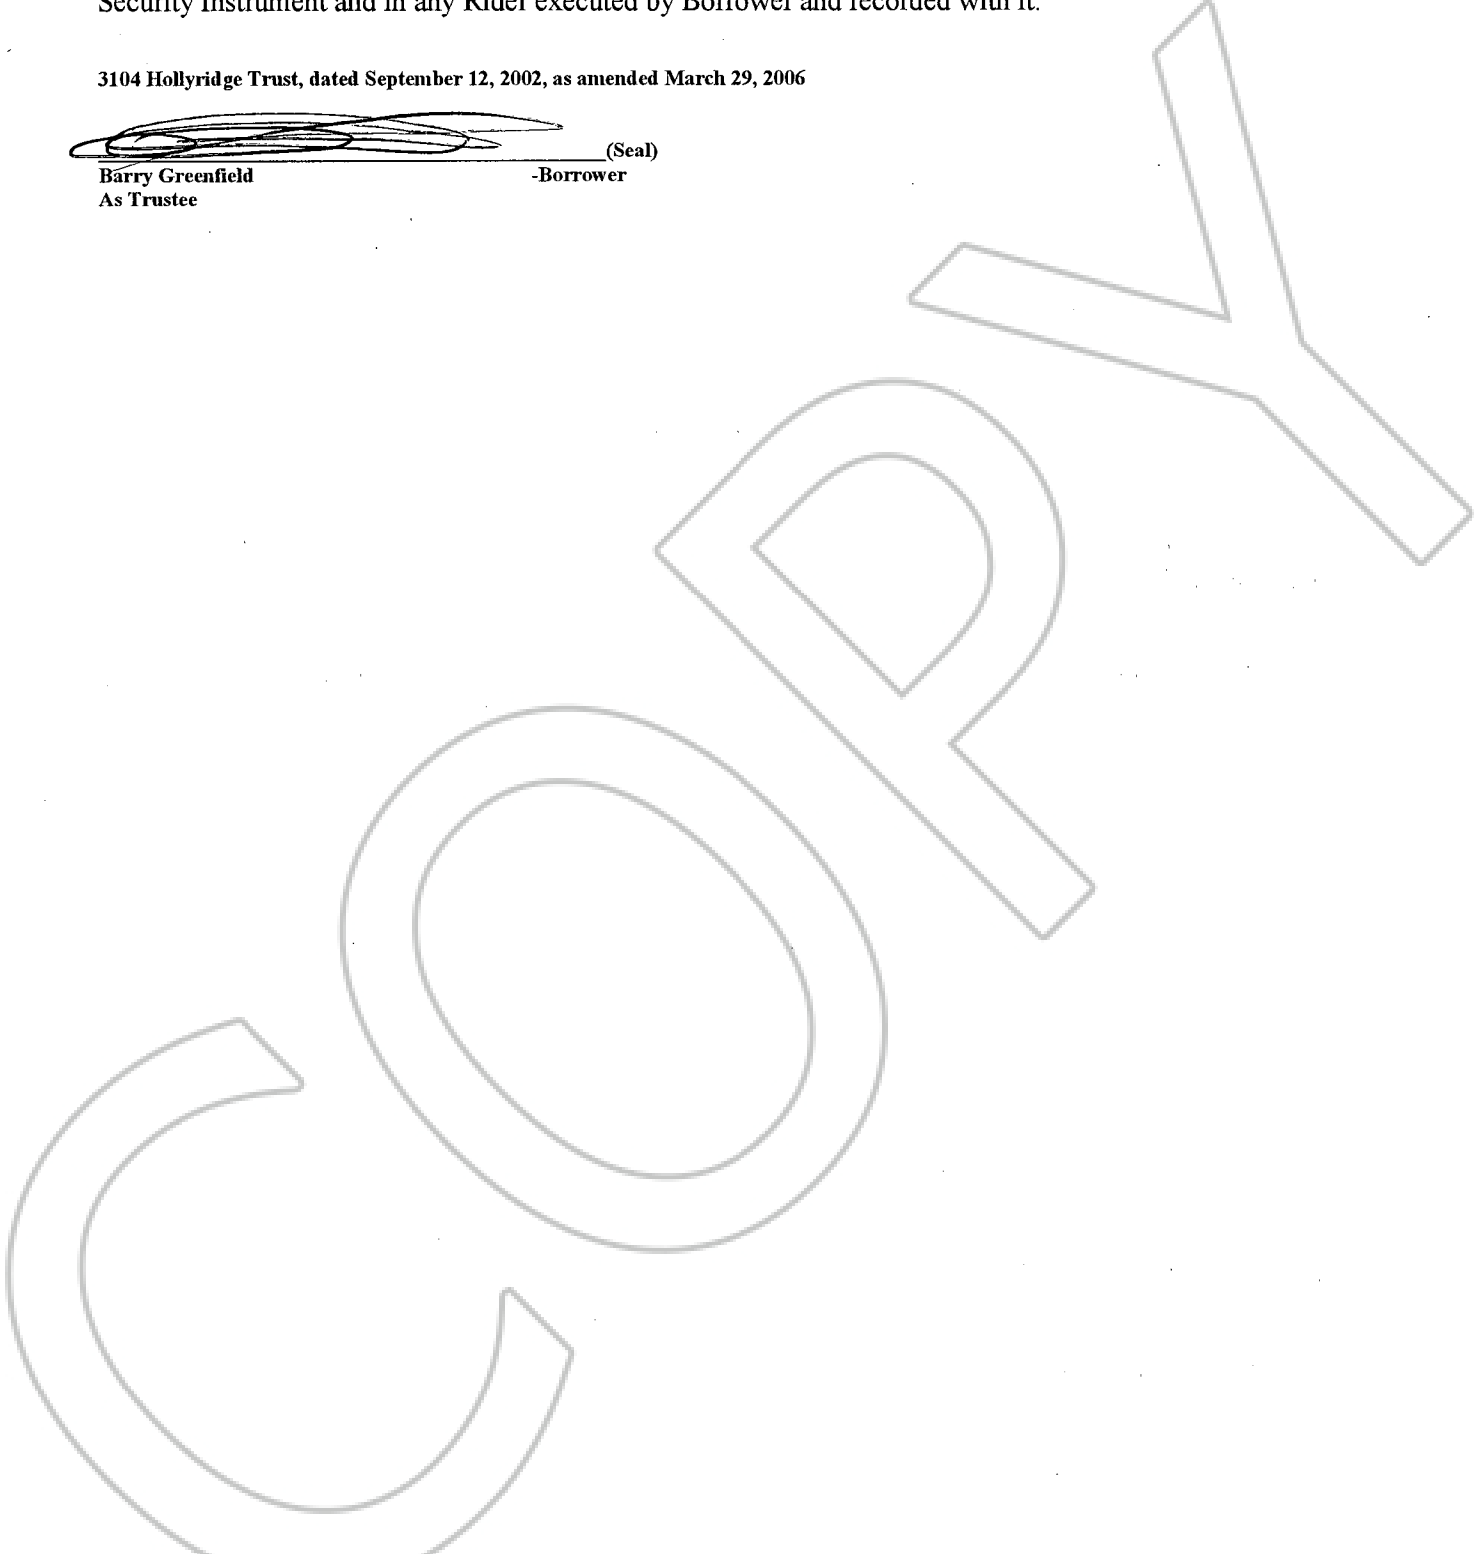 Security Instrument and in any Rider executed by Borrower and recorded with it.
3104 Hollyridge Trust, dated September 12, 2002, as amended March 29, 2006
(Seal)
Barry Greenfield -Borrower
As Trustee
COPY